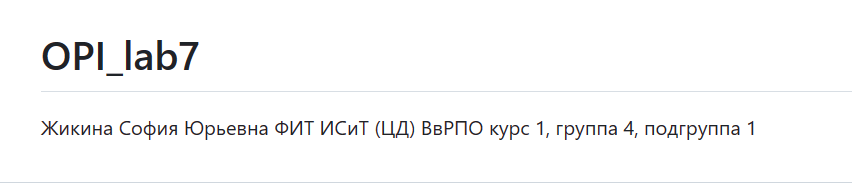 OPI_lab7
Жикина София Юрьевна ФИТ ИСиТ (ЦД) ВвРПО курс 1, группа 4, подгруппа 1